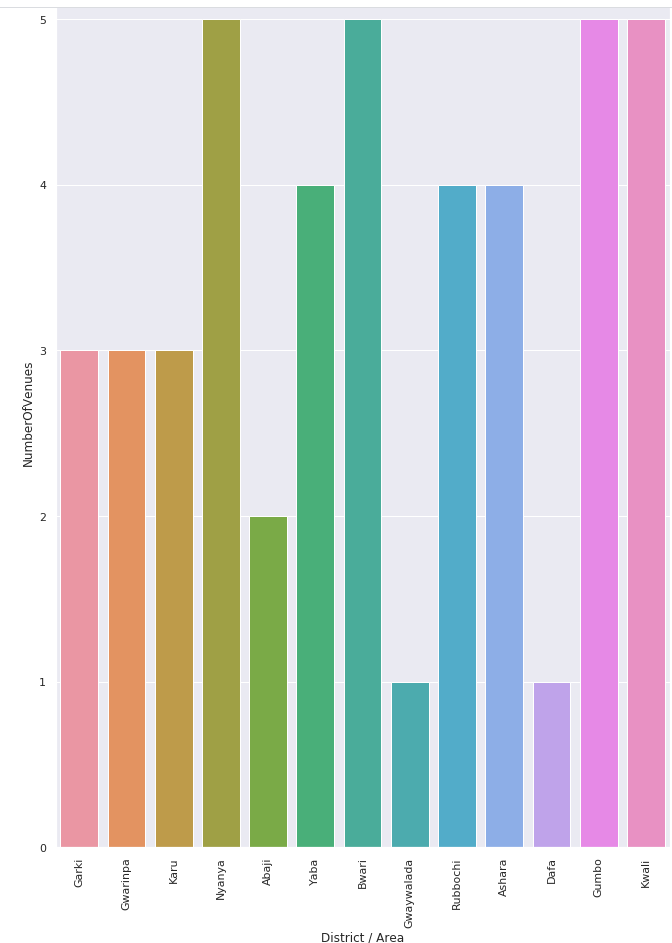 5
4
3
2
1
0
NumberOfVenues
Garki
Gwarinpa
Karu
Nyanya
Abaji
Yaba
Bwari
Gwaywalada
Rubbochi
Ashara
Dafa
Gumbo
Kwali
District / Area